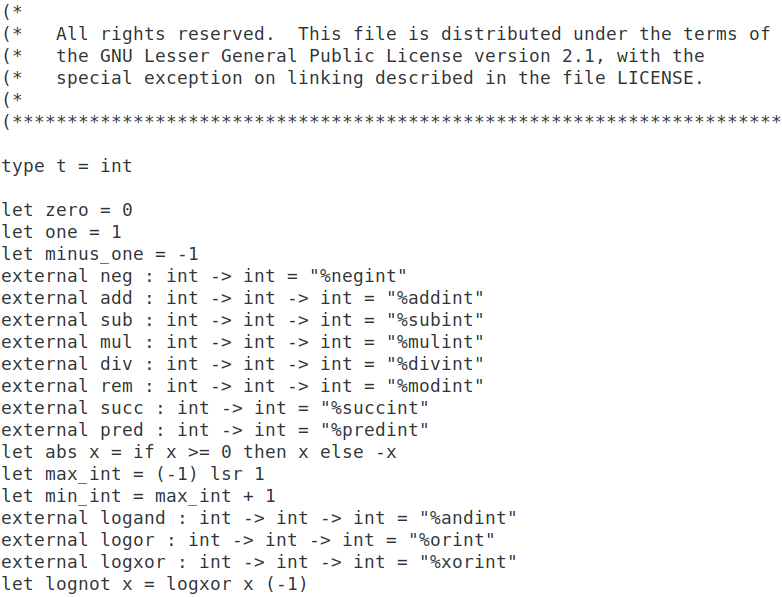 (*
(*   All rights reserved.  This file is distributed under the terms of
(*   the GNU Lesser General Public License version 2.1, with the
(*   special exception on linking described in the file LICENSE.
(*
(**********************************************************************
type t = int
let zero = 0
let one = 1
let minus_one = -1
external neg : int -> int = "%negint"
external add : int -> int -> int = "%addint"
external sub : int -> int -> int = "%subint"
external mul : int -> int -> int = "%mulint"
external div : int -> int -> int = "%divint"
external rem : int -> int -> int = "%modint"
external succ : int -> int = "%succint"
external pred : int -> int = "%predint"
let abs x = if x >= 0 then x else -x
let max_int = (-1) lsr 1
let min_int = max_int + 1
external logand : int -> int -> int = "%andint"
external logor : int -> int -> int = "%orint"
external logxor : int -> int -> int = "%xorint"
let lognot x = logxor x (-1)